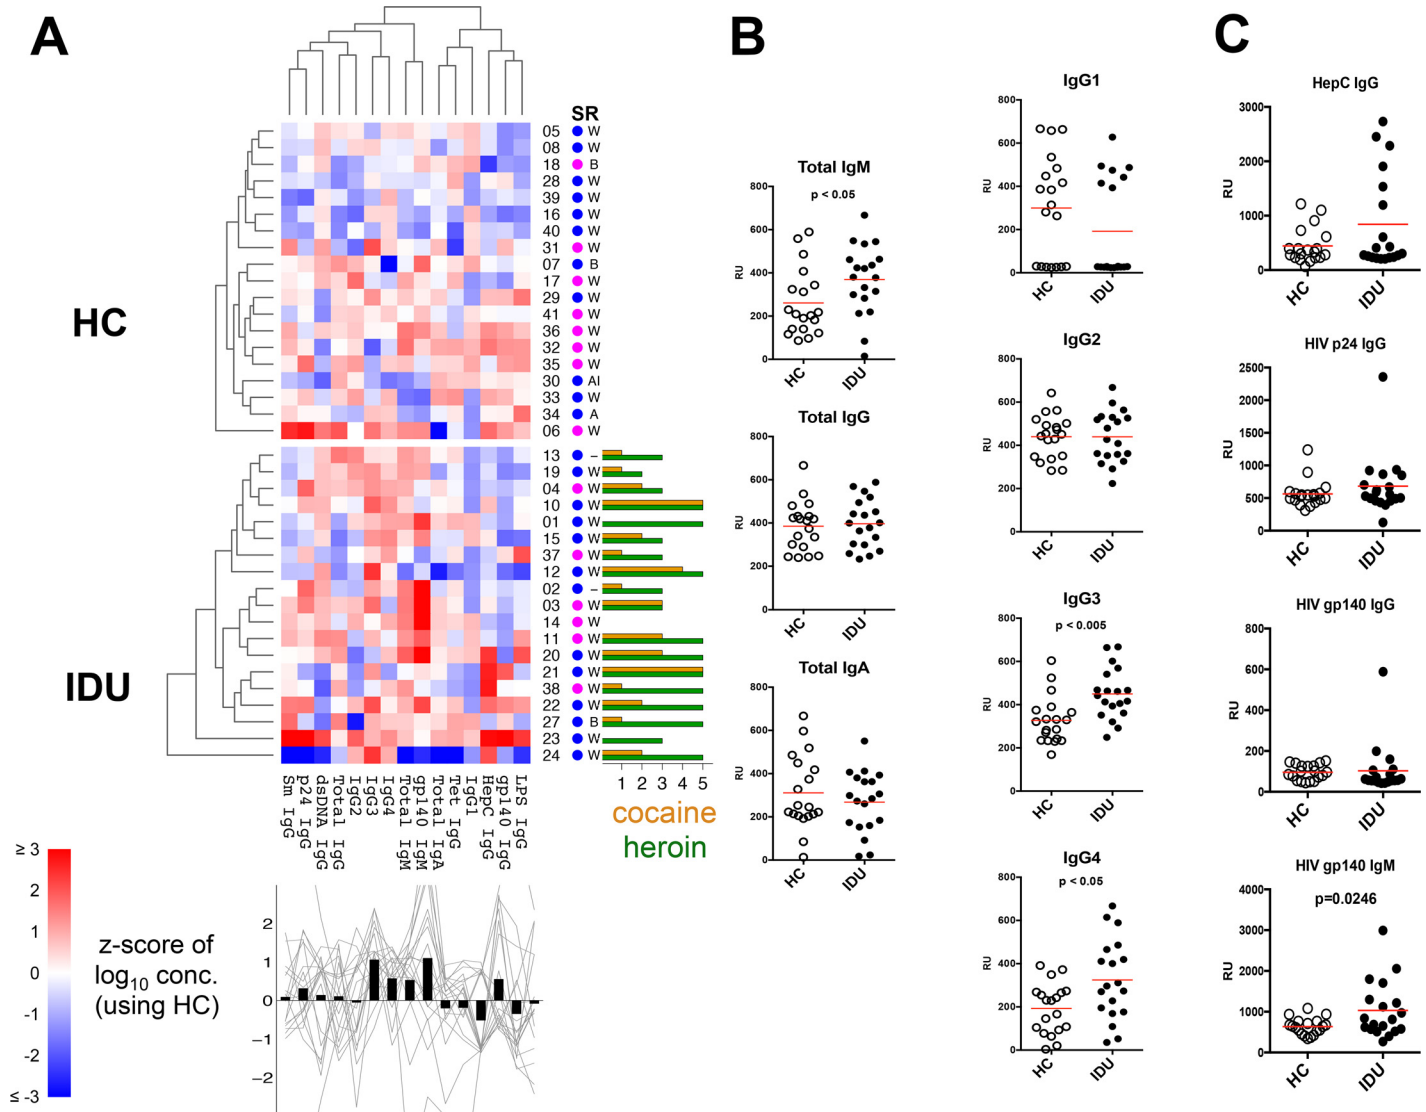 A
SR
05 W
08 W
18 B
28 W
39 W
16 W
40 W
31 W
07 B
17 W
29 W
41 W
36 W
32 W
35 W
30 AI
33 W
34 A
06 W
HC
13 –
19 W
04 W
10 W
01 W
15 W
37 W
12 W
02 –
03 W
14 W
11 W
20 W
21 W
38 W
22 W
27 B
23 W
24 W
IDU
1 2 3 4 5
cocaine
heroin
Sm IgG
p24 IgG
dsDNA IgG
Total IgG
IgG2
IgG3
IgG4
Total IgM
gp140 IgM
Total IgA
Tet IgG
IgG1
HepC IgG
gp140 IgG
LPS IgG
≥ 3
2
1
0
-1
-2
≤ -3
z-score of
log10 conc.
(using HC)
2
1
0
−1
−2
B
Total IgM
p < 0.05
800
600
400
200
0
RU
HC
IDU
Total IgG
800
600
400
200
0
RU
HC
IDU
Total IgA
800
600
400
200
0
RU
HC
IDU
IgG1
800
600
400
200
0
RU
HC
IDU
IgG2
800
600
400
200
0
RU
HC
IDU
IgG3
p < 0.005
800
600
400
200
0
RU
HC
IDU
IgG4
p < 0.05
800
600
400
200
0
RU
HC
IDU
C
HepC IgG
3000
2000
1000
0
RU
HC
IDU
HIV p24 IgG
2500
2000
1500
1000
500
0
RU
HC
IDU
HIV gp140 IgG
800
600
400
200
0
RU
HC
IDU
HIV gp140 IgM
p=0.0246
4000
3000
2000
1000
0
RU
HC
IDU